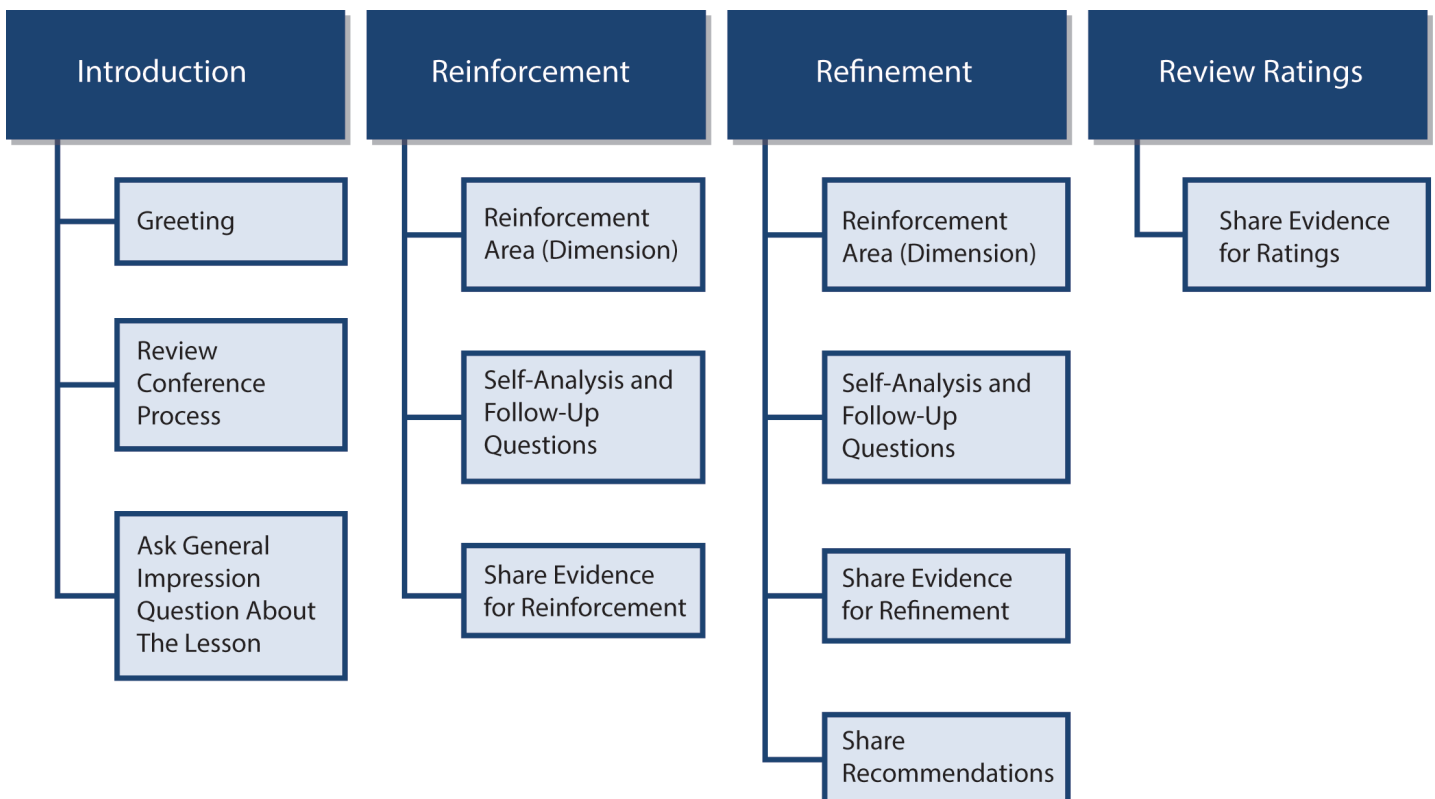 Introduction
Greeting
Review
Conference
Process
Ask General
Impression
Question About
The Lesson
Reinforcement
Reinforcement
Area (Dimension)
Self-Analysis and
Follow-Up
Questions
Share Evidence
for Reinforcement
Refinement
Reinforcement
Area (Dimension)
Self-Analysis and
Follow-Up
Questions
Share Evidence
for Refinement
Share
Recommendations
Review Ratings
Share Evidence
for Ratings